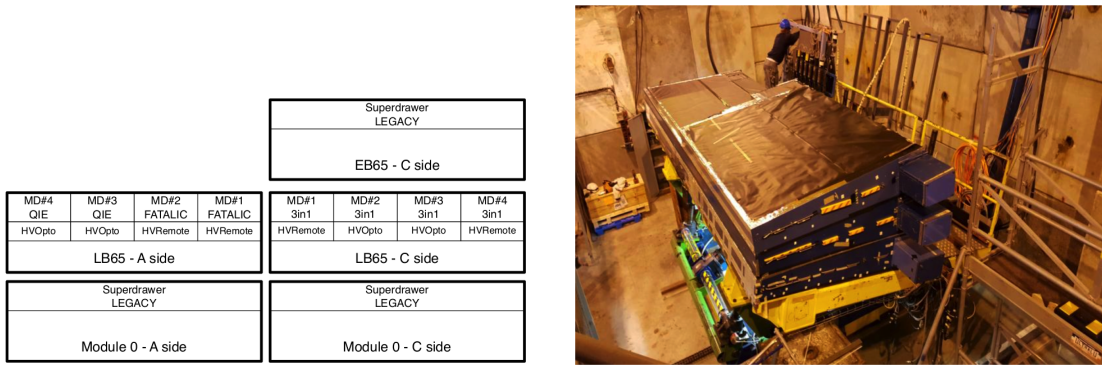 Superdrawer
LEGACY
EB65 - C side
MD#4 MD#3 MD#2 MD#1
QIE QIE FATALIC FATALIC
HVOpto HVOpto HVRemote HVRemote
LB65 - A side
MD#1 MD#2 MD#3 MD#4
3in1 3in1 3in1 3in1
HVRemote HVOpto HVOpto HVRemote
LB65 - C side
Superdrawer
LEGACY
Module 0 - A side
Superdrawer
LEGACY
Module 0 - C side